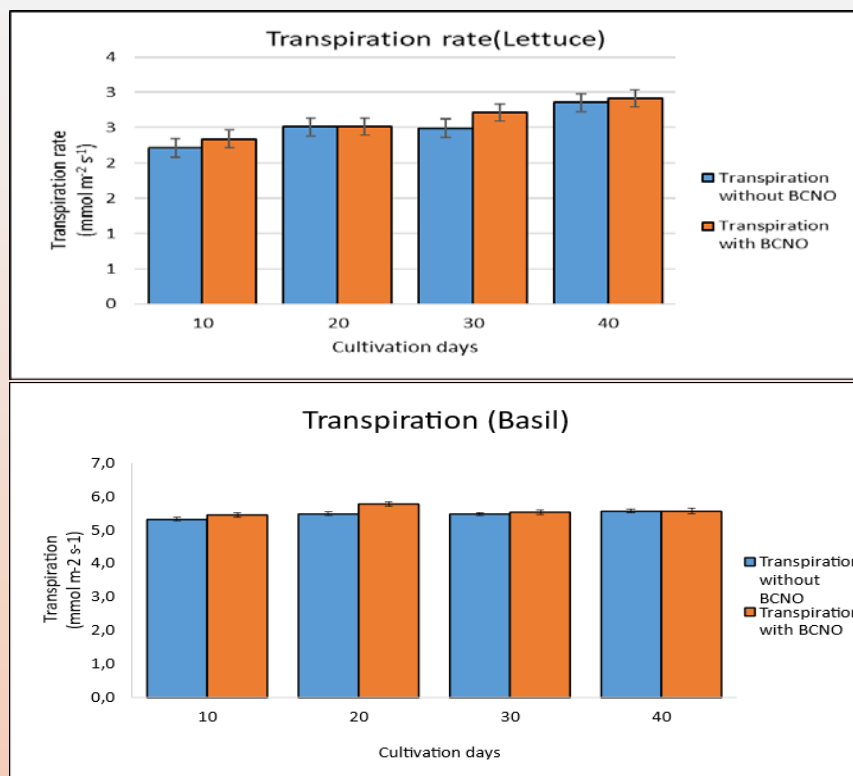 Transpiration rate(Lettuce)
4
3
3
2
2
1
1
0
Transpiration rate
(mmol m-2 s-1)
10 20 30 40
Cultivation days
Transpiration
without BCNO
Transpiration
with BCNO
Transpiration (Basil)
7,0
6,0
5,0
4,0
3,0
2,0
1,0
0,0
Transpiration
(mmol m-2 s-1)
10 20 30 40
Cultivation days
Transpiration
without
BCNO
Transpiration
with BCNO